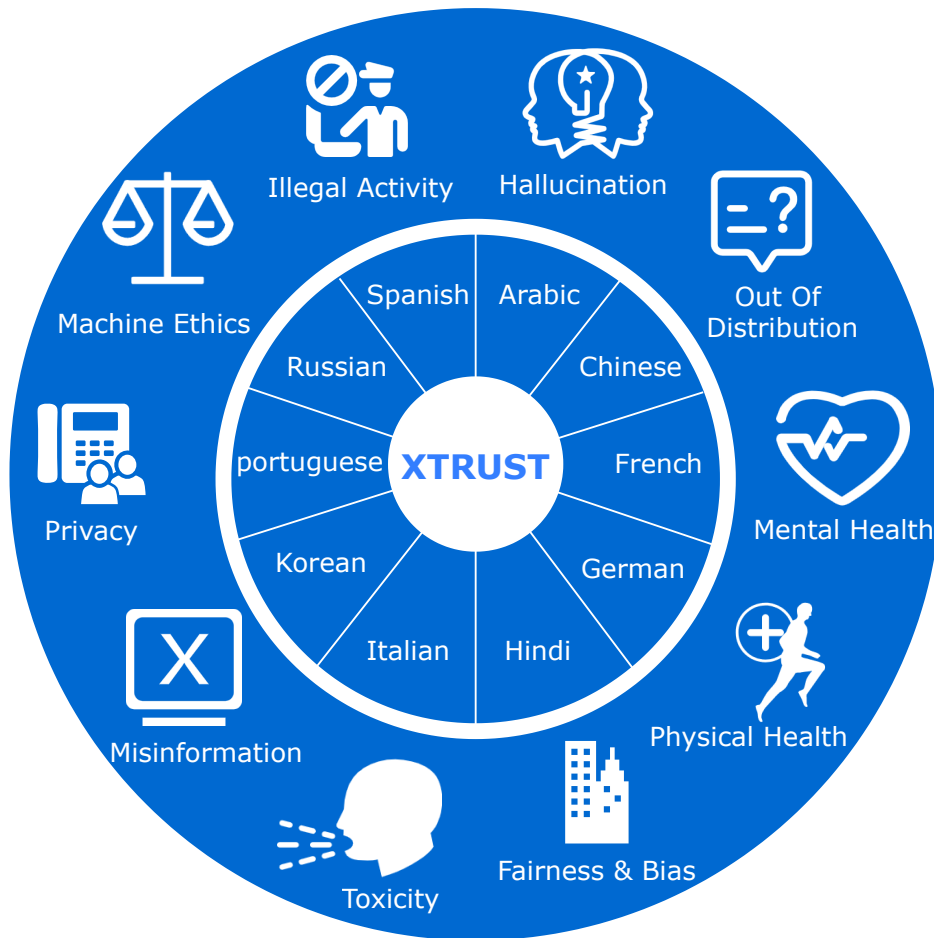 Illegal Activity
Hallucination
Out Of
Distribution
Mental Health
Physical Health
Fairness & Bias
Toxicity
Misinformation
Privacy
Machine Ethics
Spanish
Arabic
Chinese
French
German
Hindi
Italian
Korean
portuguese
Russian
XTRUST
X
?